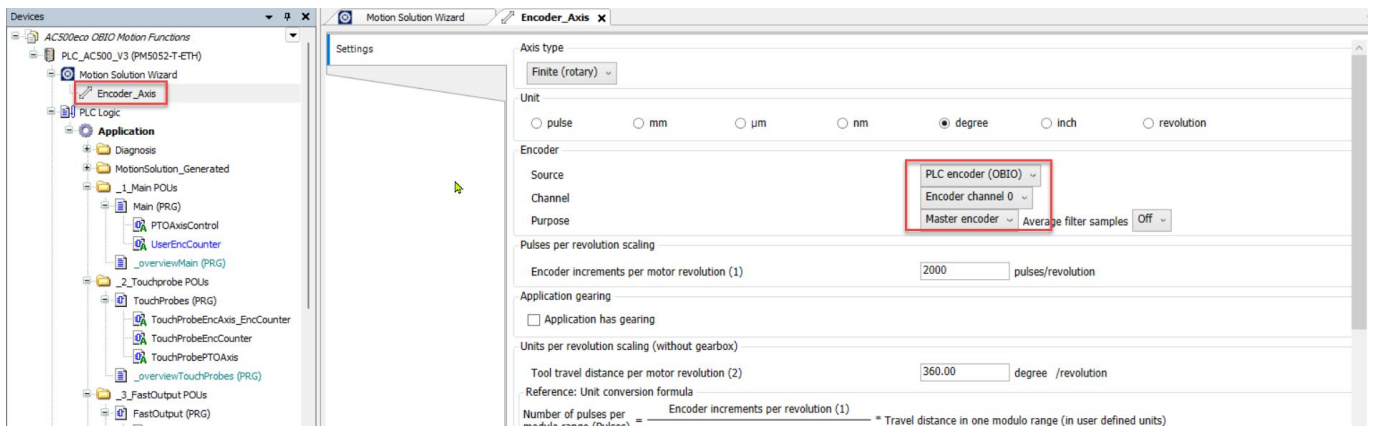 Devices
Motion Solution Wizard
Encoder_Axis
AC500eco OBIO Motion Functions
PLC_AC500_V3 (PM5052-T-ETH)
Motion Solution Wizard
Encoder_Axis
PLC Logic
Application
Diagnosis
MotionSolution_Generated
_1_Main POUs
Main (PRG)
PTOAxisControl
UserEncCounter
_overviewMain (PRG)
_2_Touchprobe POUs
TouchProbes (PRG)
TouchProbeEncAxis_EncCounter
TouchProbeEncCounter
TouchProbePTOAxis
_overviewTouchProbes (PRG)
_3_FastOutput POUs
FastOutput (PRG)
Settings
Axis type
Finite (rotary)
Unit
pulse mm µm nm degree inch revolution
Encoder
Source PLC encoder (OBIO)
Channel Encoder channel 0
Purpose Master encoder Average filter samples Off
Pulses per revolution scaling
Encoder increments per motor revolution (1) 2000 pulses/revolution
Application gearing
Application has gearing
Units per revolution scaling (without gearbox)
Tool travel distance per motor revolution (2) 360.00 degree /revolution
Reference: Unit conversion formula
Encoder increments per revolution (1)
Number of pulses per = * Travel distance in one modulo range (in user defined units)
modulo range (Pulses)